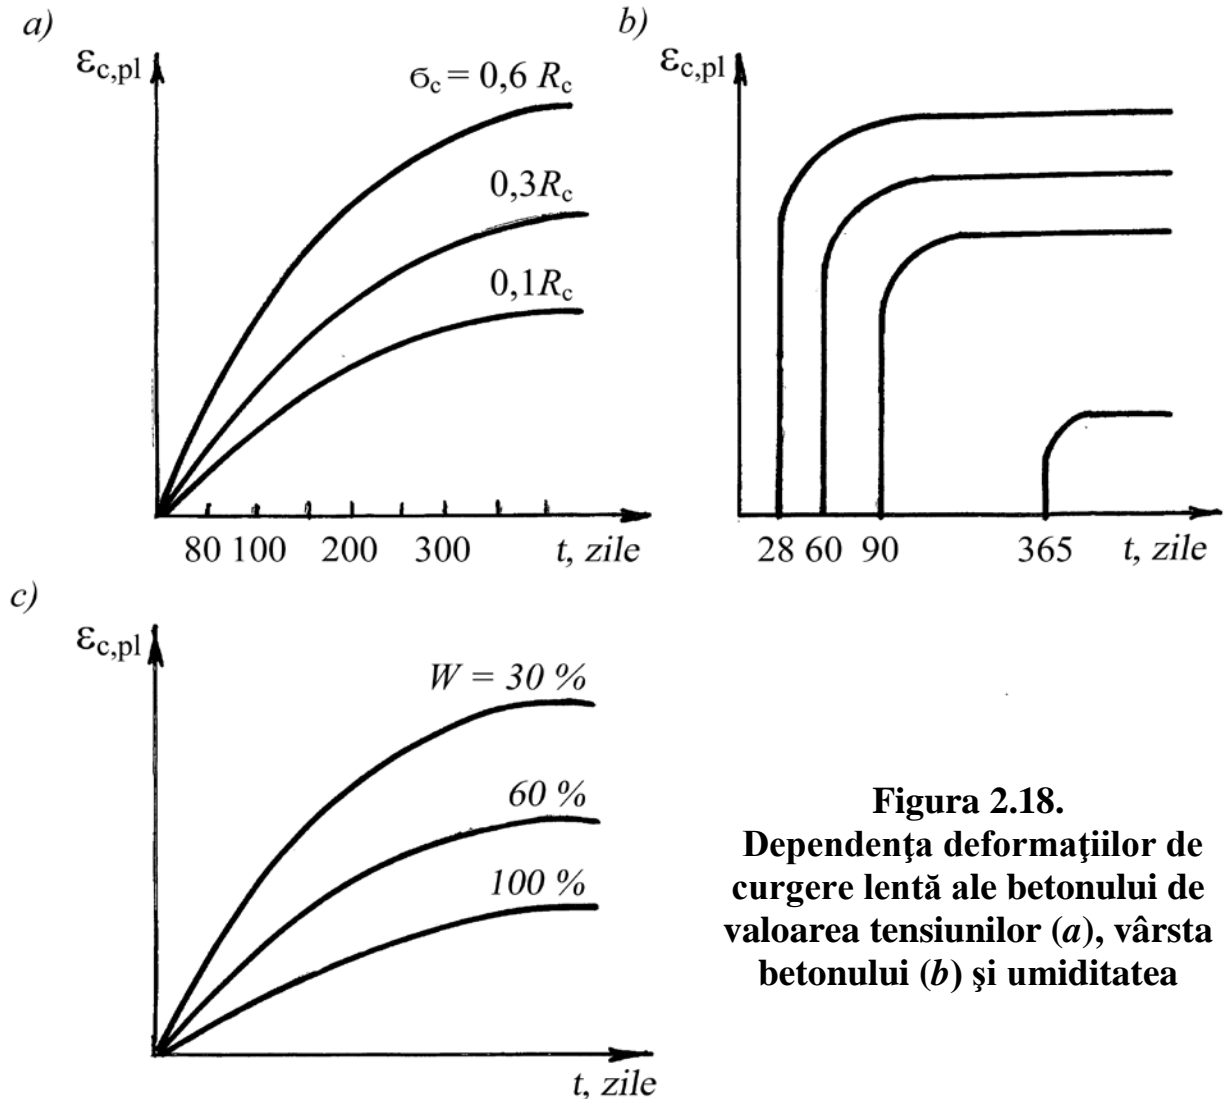 a)
εc,pl
σc = 0,6 Rc
0,3Rc
0,1Rc
80 100 200 300 t, zile
b)
εc,pl
28 60 90 365 t, zile
c)
εc,pl
W = 30 %
60 %
100 %
t, zile
Figura 2.18.
Dependenţa deformaţiilor de
curgere lentă ale betonului de
valoarea tensiunilor (a), vârsta
betonului (b) şi umiditatea